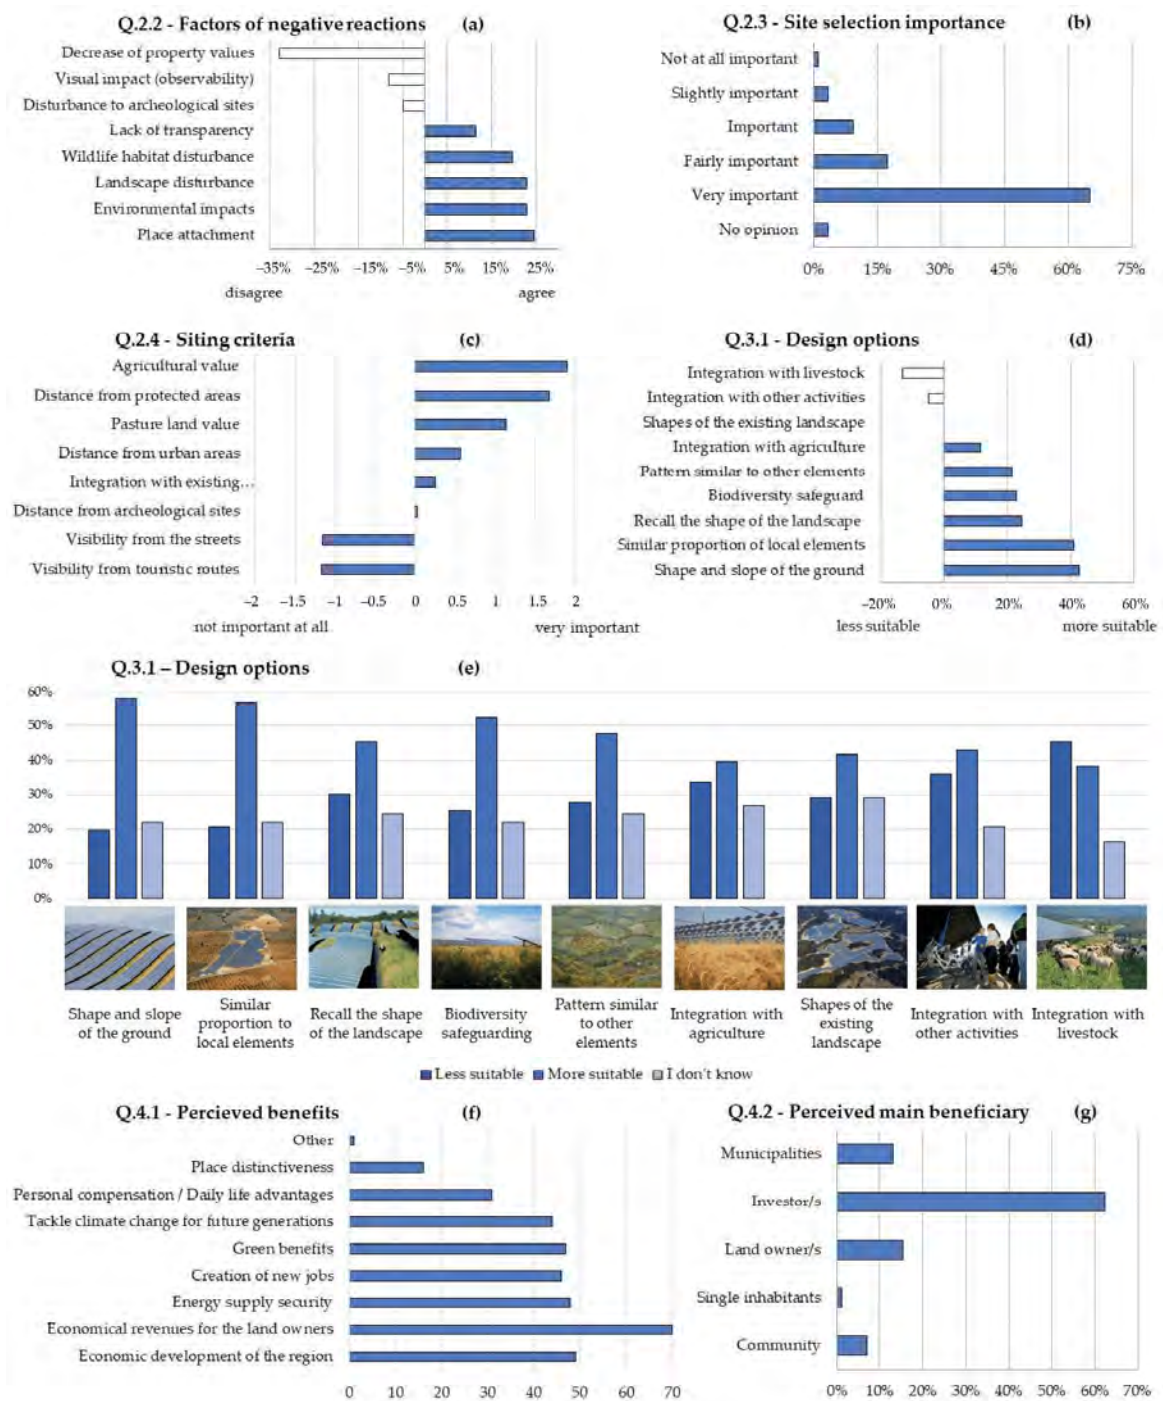 Q.2.2 - Factors of negative reactions (a)
Decrease of property values
Visual impact (observability)
Disturbance to archeological sites
Lack of transparency
Wildlife habitat disturbance
Landscape disturbance
Environmental impacts
Place attachment
−35% −25% −15% −5% 5% 15% 25%
disagree agree
Q.2.3 - Site selection importance (b)
Not at all important
Slightly important
Important
Fairly important
Very important
No opinion
0% 15% 30% 45% 60% 75%
Q.2.4 - Siting criteria (c)
Agricultural value
Distance from protected areas
Pasture land value
Distance from urban areas
Integration with existing…
Distance from archeological sites
Visibility from the streets
Visibility from touristic routes
−2 −1.5 −1 −0.5 0 0.5 1 1.5 2
not important at all very important
Q.3.1 - Design options (d)
Integration with livestock
Integration with other activities
Shapes of the existing landscape
Integration with agriculture
Pattern similar to other elements
Biodiversity safeguard
Recall the shape of the landscape
Similar proportion of local elements
Shape and slope of the ground
−20% 0% 20% 40% 60%
less suitable more suitable
Q.3.1 – Design options (e)
60%
50%
40%
30%
20%
10%
0%
Shape and slope
of the ground
Similar
proportion to
local elements
Recall the shape
of the landscape
Biodiversity
safeguarding
Pattern similar
to other
elements
Integration with
agriculture
Shapes of the
existing
landscape
Integration with
other activities
Integration with
livestock
Less suitable More suitable I don't know
Q.4.1 - Percieved benefits (f)
Other
Place distinctiveness
Personal compensation / Daily life advantages
Tackle climate change for future generations
Green benefits
Creation of new jobs
Energy supply security
Economical revenues for the land owners
Economic development of the region
0 10 20 30 40 50 60 70
Q.4.2 - Perceived main beneficiary (g)
Municipalities
Investor/s
Land owner/s
Single inhabitants
Community
0% 10% 20% 30% 40% 50% 60% 70%